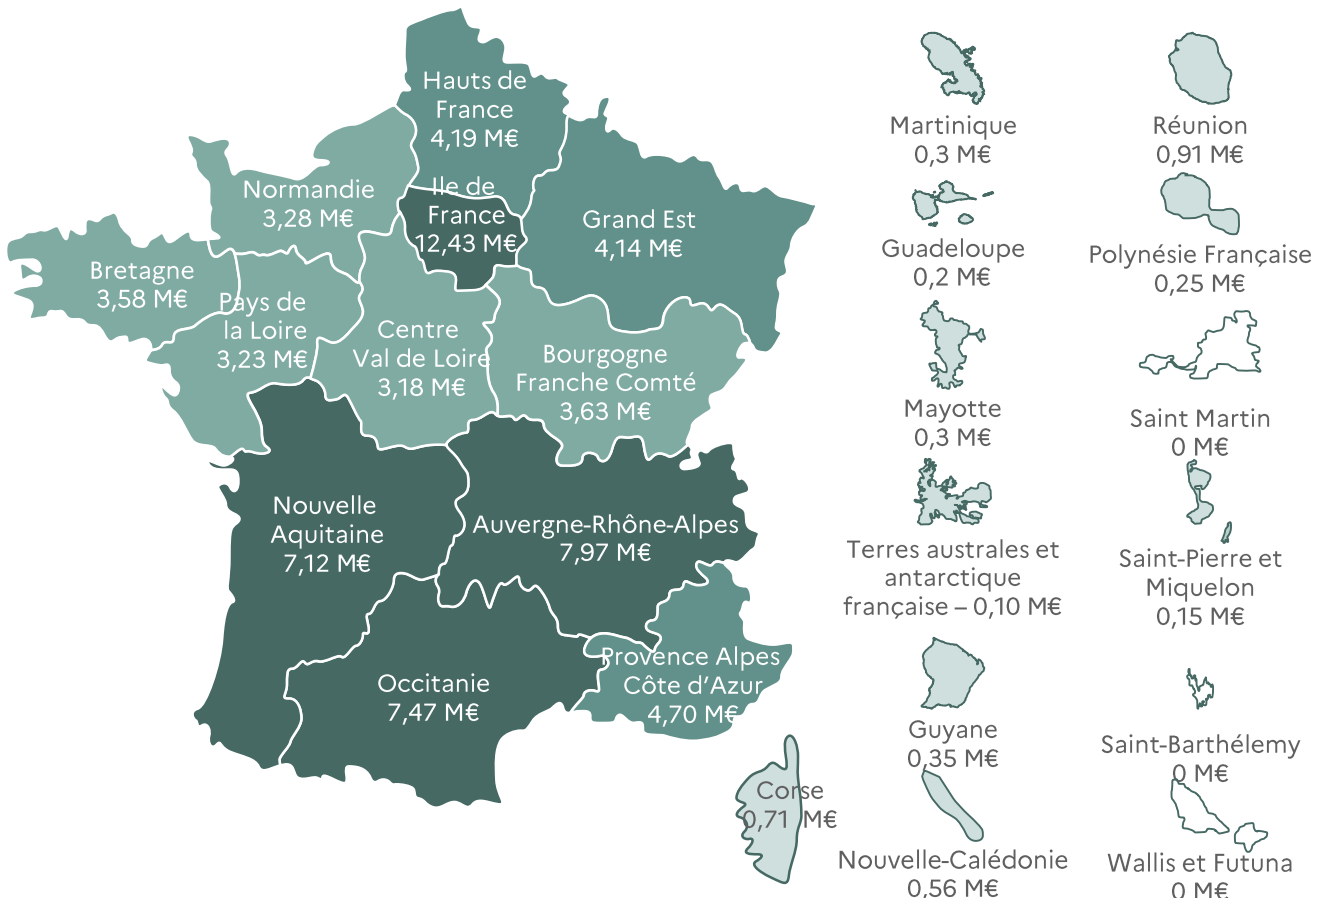 Hauts de
France
4,19 M€
Normandie
3,28 M€
Ile de
France
12,43 M€
Grand Est
4,14 M€
Bretagne
3,58 M€
Pays de
la Loire
3,23 M€
Centre
Val de Loire
3,18 M€
Bourgogne
Franche Comté
3,63 M€
Nouvelle
Aquitaine
7,12 M€
Auvergne-Rhône-Alpes
7,97 M€
Occitanie
7,47 M€
Provence Alpes
Côte d’Azur
4,70 M€
Corse
0,71 M€
Martinique
0,3 M€
Réunion
0,91 M€
Guadeloupe
0,2 M€
Polynésie Française
0,25 M€
Mayotte
0,3 M€
Saint Martin
0 M€
Terres australes et
antarctique
française – 0,10 M€
Saint-Pierre et
Miquelon
0,15 M€
Guyane
0,35 M€
Saint-Barthélemy
0 M€
Nouvelle-Calédonie
0,56 M€
Wallis et Futuna
0 M€